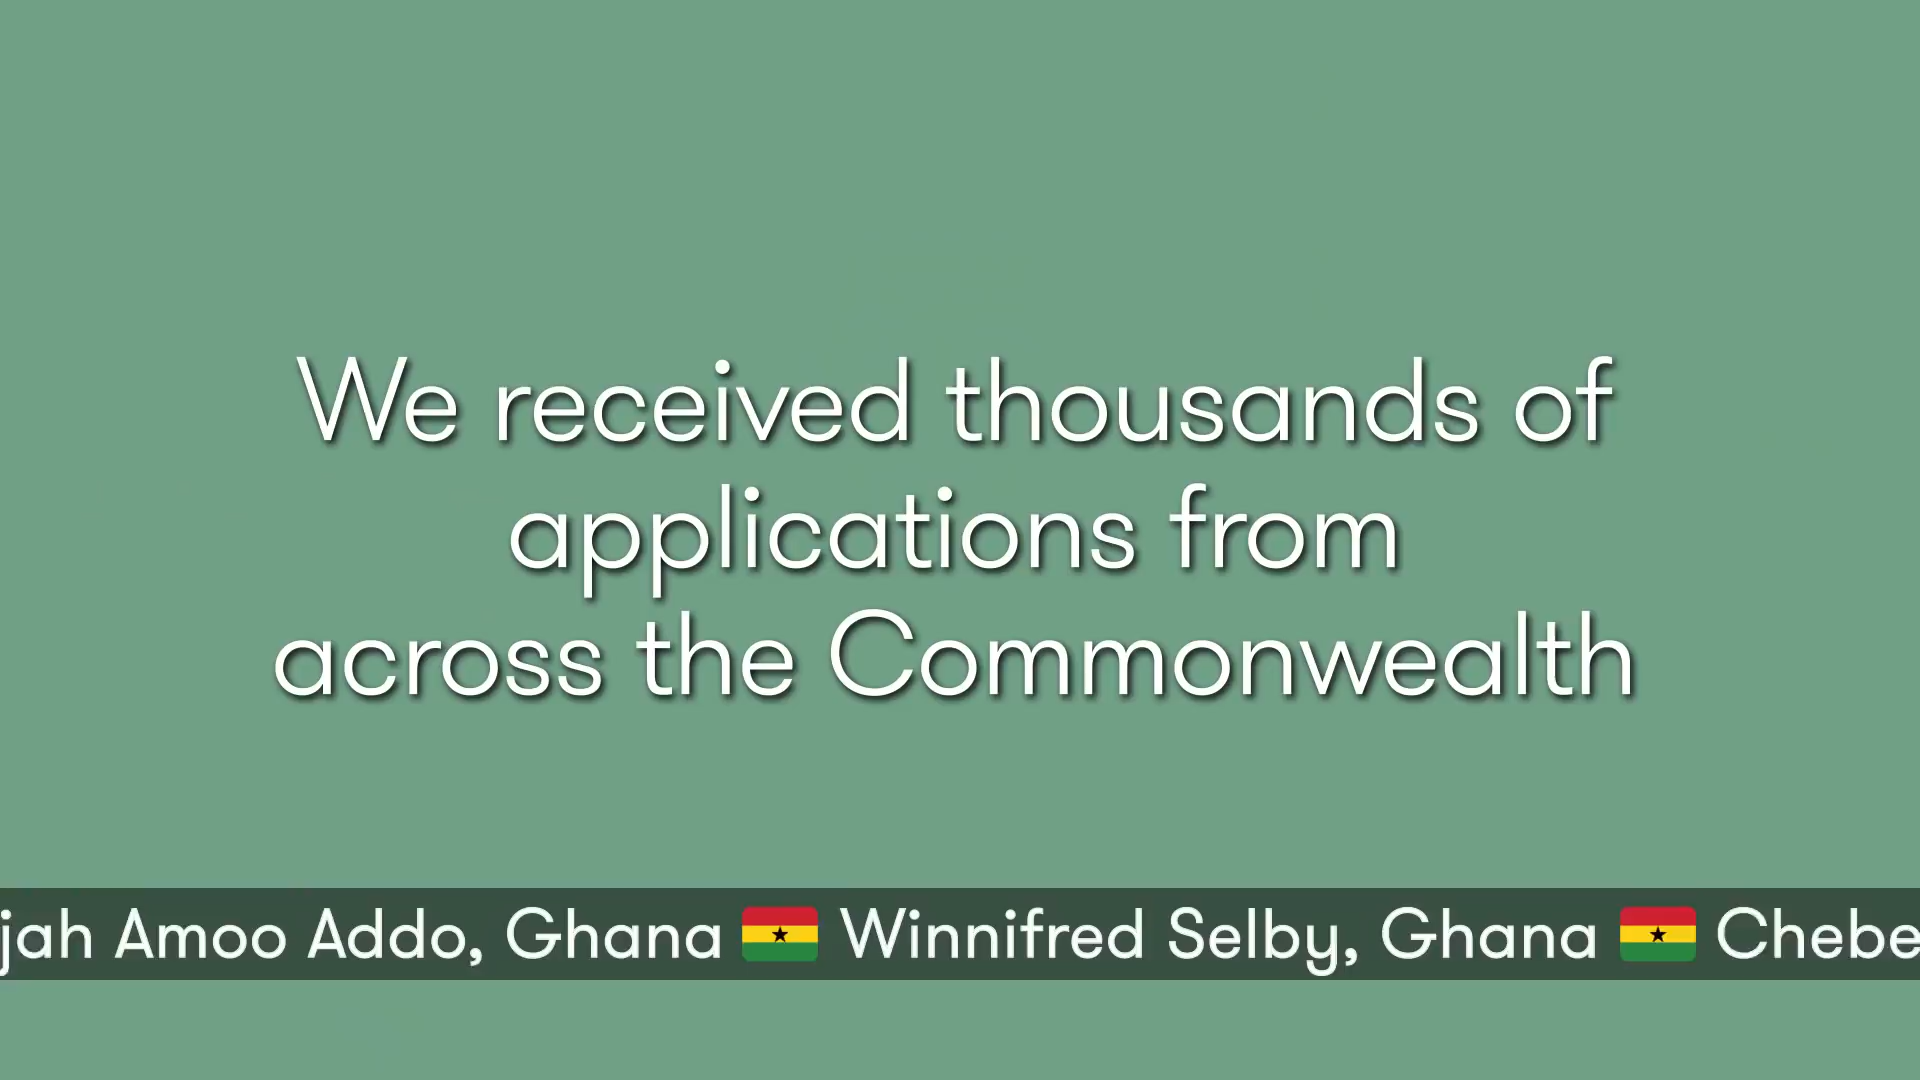 We received thousands of
applications from
across the Commonwealth
jah Amoo Addo, Ghana Winnifred Selby, Ghana Chebe